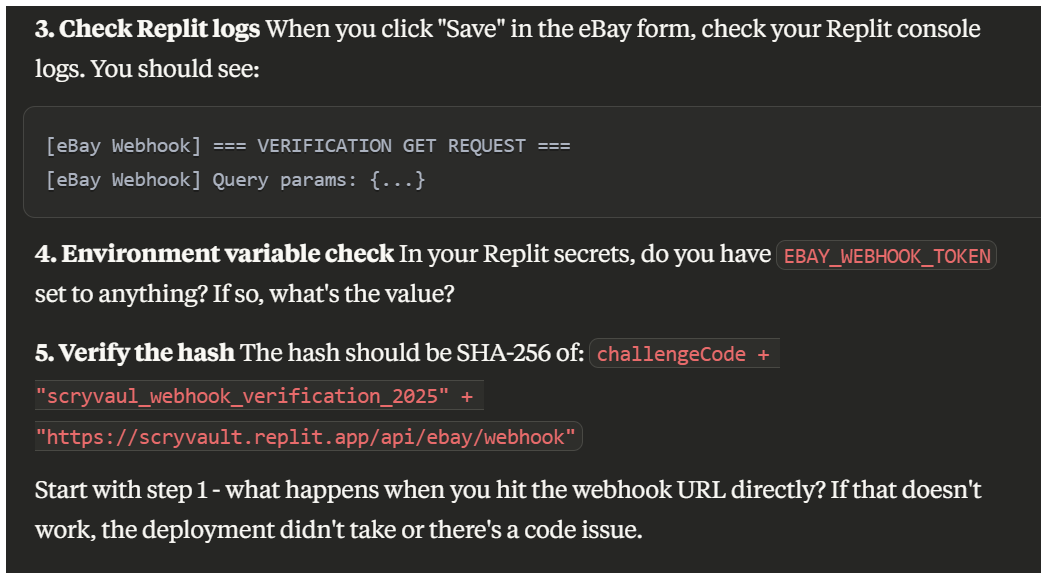 3. Check Replit logs When you click "Save" in the eBay form, check your Replit console
logs. You should see:
[eBay Webhook] === VERIFICATION GET REQUEST ===
[eBay Webhook] Query params: {...}
4. Environment variable check In your Replit secrets, do you have EBAY_WEBHOOK_TOKEN
set to anything? If so, what's the value?
5. Verify the hash The hash should be SHA-256 of: challengeCode +
"scryvaul_webhook_verification_2025" +
"https://scryvault.replit.app/api/ebay/webhook"
Start with step 1 - what happens when you hit the webhook URL directly? If that doesn't
work, the deployment didn't take or there's a code issue.